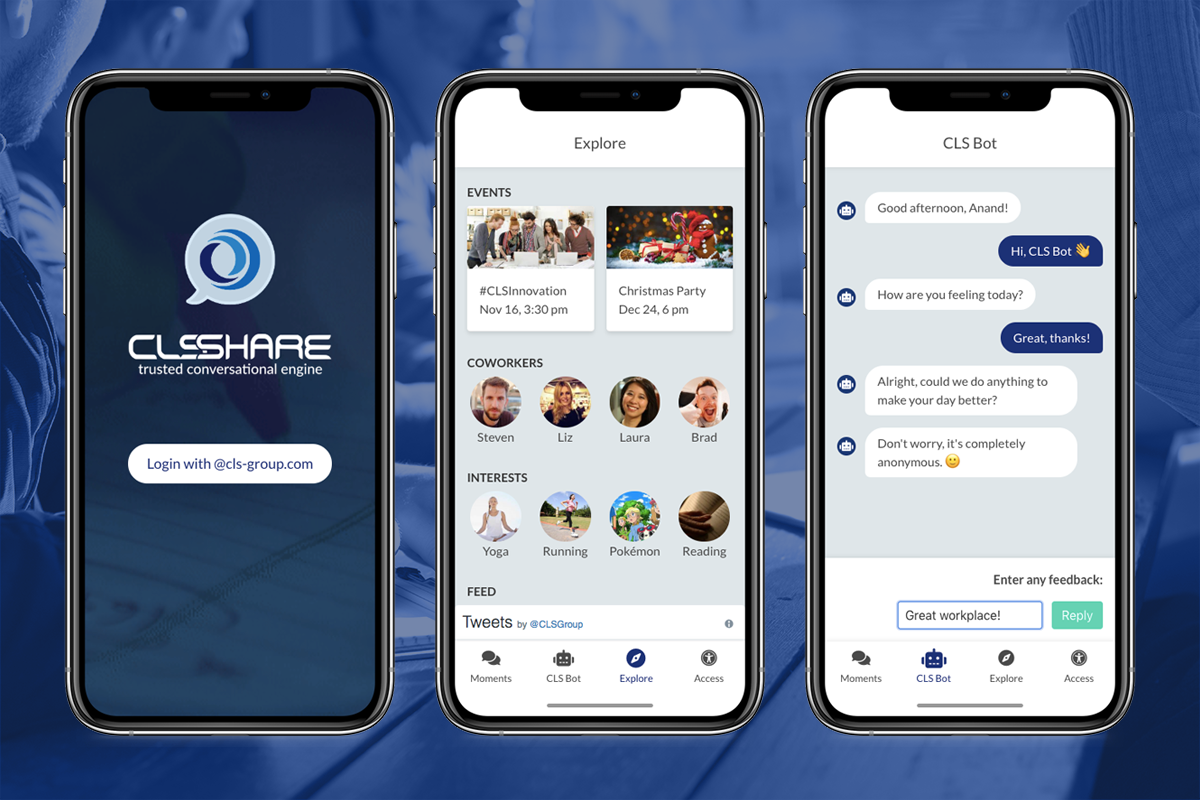 CLSSHARE
trusted conversational engine
Login with @cls-group.com
Explore
EVENTS
#CLSInnovation
Nov 16, 3:30 pm
Christmas Party
Dec 24, 6 pm
COWORKERS
Steven
Liz
Laura
Brad
INTERESTS
Yoga
Running
Pokémon
Reading
FEED
Tweets by @CLSGroup
Moments
CLS Bot
Explore
Access
CLS Bot
Good afternoon, Anand!
Hi, CLS Bot 👋
How are you feeling today?
Great, thanks!
Alright, could we do anything to
make your day better?
Don't worry, it's completely
anonymous. 🙂
Enter any feedback:
Great workplace!
Reply
Moments
CLS Bot
Explore
Access